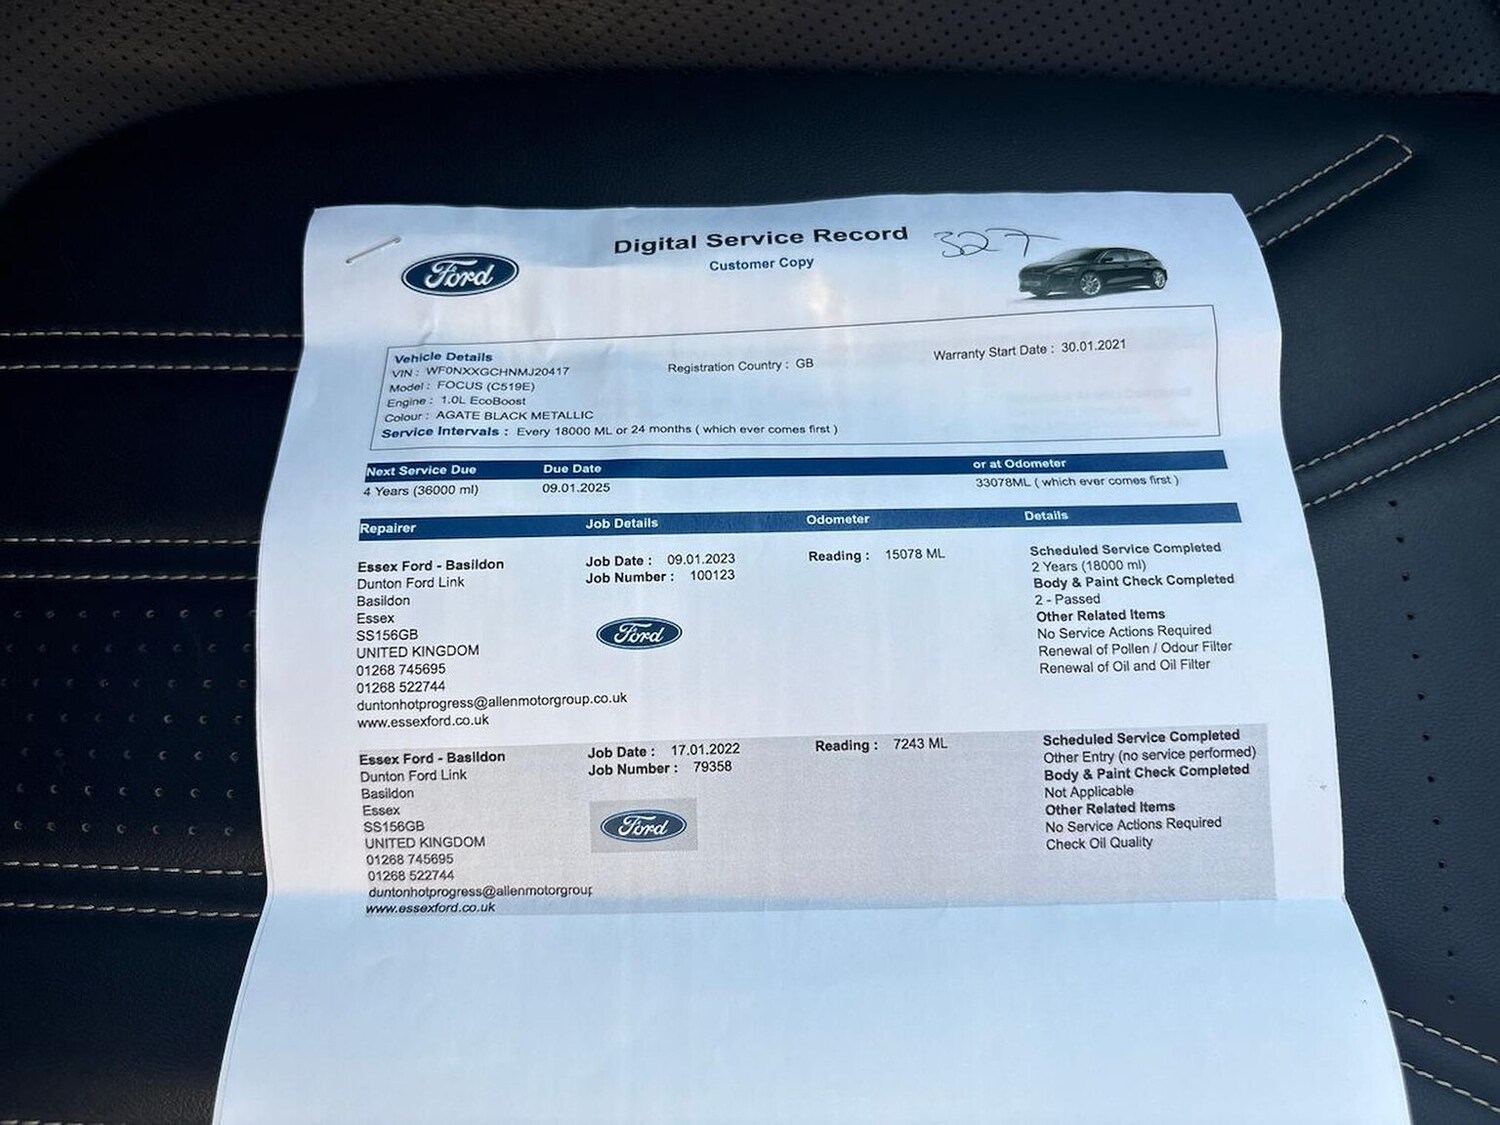 Digital Service Record 327
Customer Copy
Ford
Vehicle Details
VIN : WF0NXXGCHNMJ20417 Registration Country : GB Warranty Start Date : 30.01.2021
Model : FOCUS (C519E)
Engine : 1.0L EcoBoost
Colour : AGATE BLACK METALLIC
Service Intervals : Every 18000 ML or 24 months ( which ever comes first )
Next Service Due Due Date or at Odometer
4 Years (36000 ml) 09.01.2025 33078ML ( which ever comes first )
Repairer Job Details Odometer Details
Essex Ford - Basildon Job Date : 09.01.2023 Reading : 15078 ML Scheduled Service Completed
Dunton Ford Link Job Number : 100123 2 Years (18000 ml)
Basildon Body & Paint Check Completed
Essex 2 - Passed
SS156GB Ford Other Related Items
UNITED KINGDOM No Service Actions Required
01268 745695 Renewal of Pollen / Odour Filter
01268 522744 Renewal of Oil and Oil Filter
duntonhotprogress@allenmotorgroup.co.uk
www.essexford.co.uk
Essex Ford - Basildon Job Date : 17.01.2022 Reading : 7243 ML Scheduled Service Completed
Dunton Ford Link Job Number : 79358 Other Entry (no service performed)
Basildon Body & Paint Check Completed
Essex Not Applicable
SS156GB Ford Other Related Items
UNITED KINGDOM No Service Actions Required
01268 745695 Check Oil Quality
01268 522744
duntonhotprogress@allenmotorgroup
www.essexford.co.uk